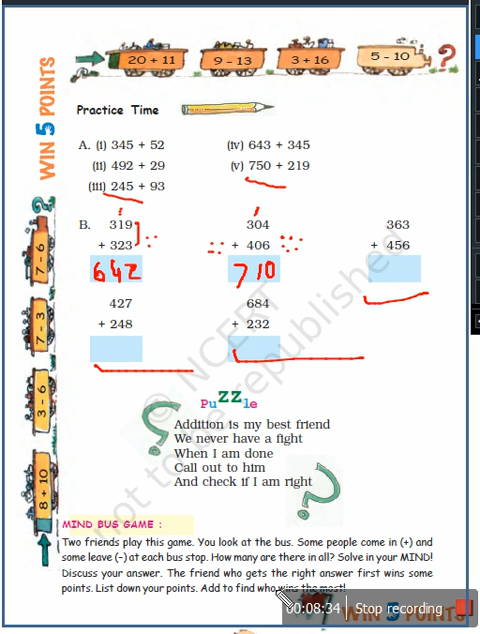 20 + 11
9 - 13
3 + 16
5 - 10
?
WIN 5 POINTS
Practice Time
A. (i) 345 + 52
(iv) 643 + 345
(ii) 492 + 29
(v) 750 + 219
(iii) 245 + 93
B. 319
+ 323
642
304
+ 406
710
363
+ 456
427
+ 248
684
+ 232
?
7 - 6
7 - 3
3 - 6
8 + 10
© NCERT
not to be republished
PuZZle
Addition is my best friend
We never have a fight
When I am done
Call out to him
And check if I am right
?
?
MIND BUS GAME :
Two friends play this game. You look at the bus. Some people come in (+) and
some leave (–) at each bus stop. How many are there in all? Solve in your MIND!
Discuss your answer. The friend who gets the right answer first wins some
points. List down your points. Add to find who wins the most!
00:08:34 Stop recording
WIN 5 POINTS